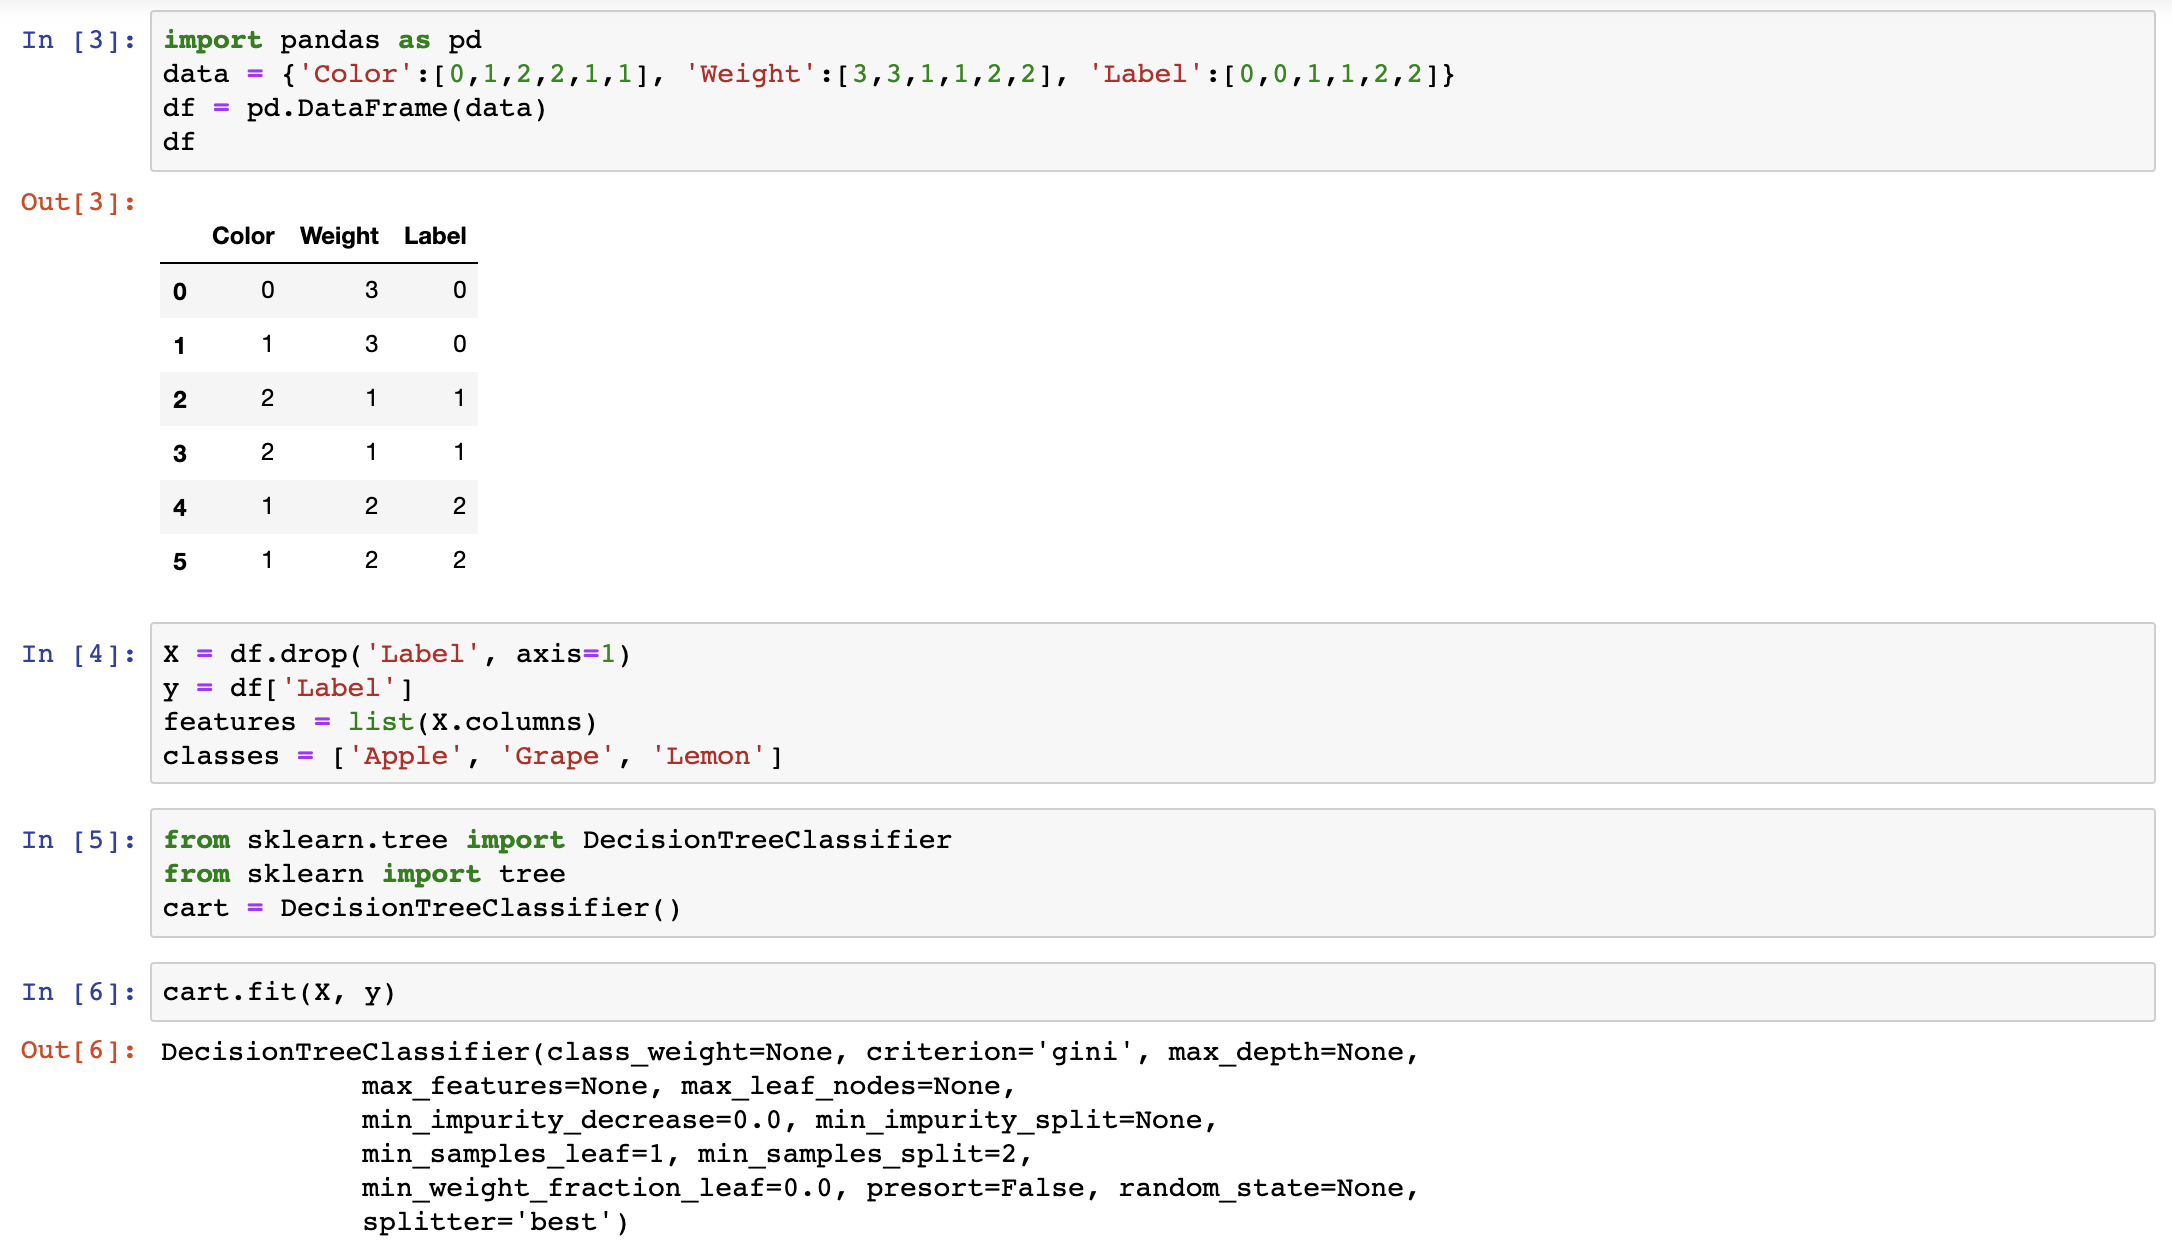 In [3]: import pandas as pd
data = {'Color':[0,1,2,2,1,1], 'Weight':[3,3,1,1,2,2], 'Label':[0,0,1,1,2,2]}
df = pd.DataFrame(data)
df
Out[3]:
Color Weight Label
0 0 3 0
1 1 3 0
2 2 1 1
3 2 1 1
4 1 2 2
5 1 2 2
In [4]: X = df.drop('Label', axis=1)
y = df['Label']
features = list(X.columns)
classes = ['Apple', 'Grape', 'Lemon']
In [5]: from sklearn.tree import DecisionTreeClassifier
from sklearn import tree
cart = DecisionTreeClassifier()
In [6]: cart.fit(X, y)
Out[6]: DecisionTreeClassifier(class_weight=None, criterion='gini', max_depth=None,
max_features=None, max_leaf_nodes=None,
min_impurity_decrease=0.0, min_impurity_split=None,
min_samples_leaf=1, min_samples_split=2,
min_weight_fraction_leaf=0.0, presort=False, random_state=None,
splitter='best')